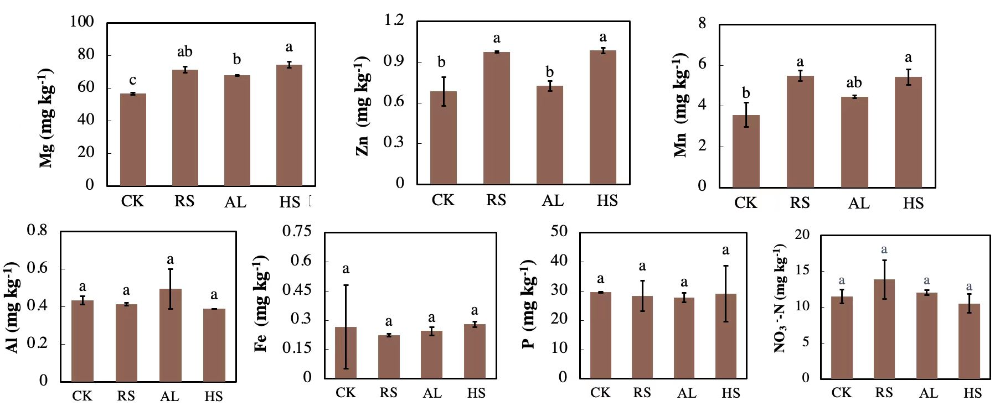 Mg (mg kg-1)
100
80
60
40
20
0
c
ab
b
a
CK RS AL HS
Zn (mg kg-1)
1.2
0.9
0.6
0.3
0
b
a
b
a
CK RS AL HS
Mn (mg kg-1)
8
6
4
2
0
b
a
ab
a
CK RS AL HS
Al (mg kg-1)
0.8
0.6
0.4
0.2
0
a
a
a
a
CK RS AL HS
Fe (mg kg-1)
0.75
0.6
0.45
0.3
0.15
0
a
a
a
a
CK RS AL HS
P (mg kg-1)
50
40
30
20
10
0
a
a
a
a
CK RS AL HS
NO3 --N (mg kg-1)
20
15
10
5
0
a
a
a
a
CK RS AL HS